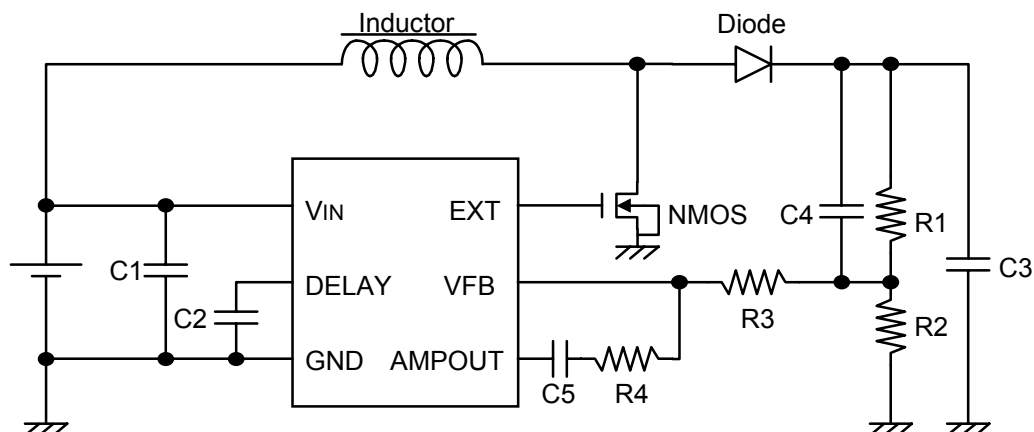 Inductor
Diode
VIN
EXT
NMOS
C4
R1
C1
C3
DELAY
VFB
C2
R3
R2
GND
AMPOUT
C5
R4